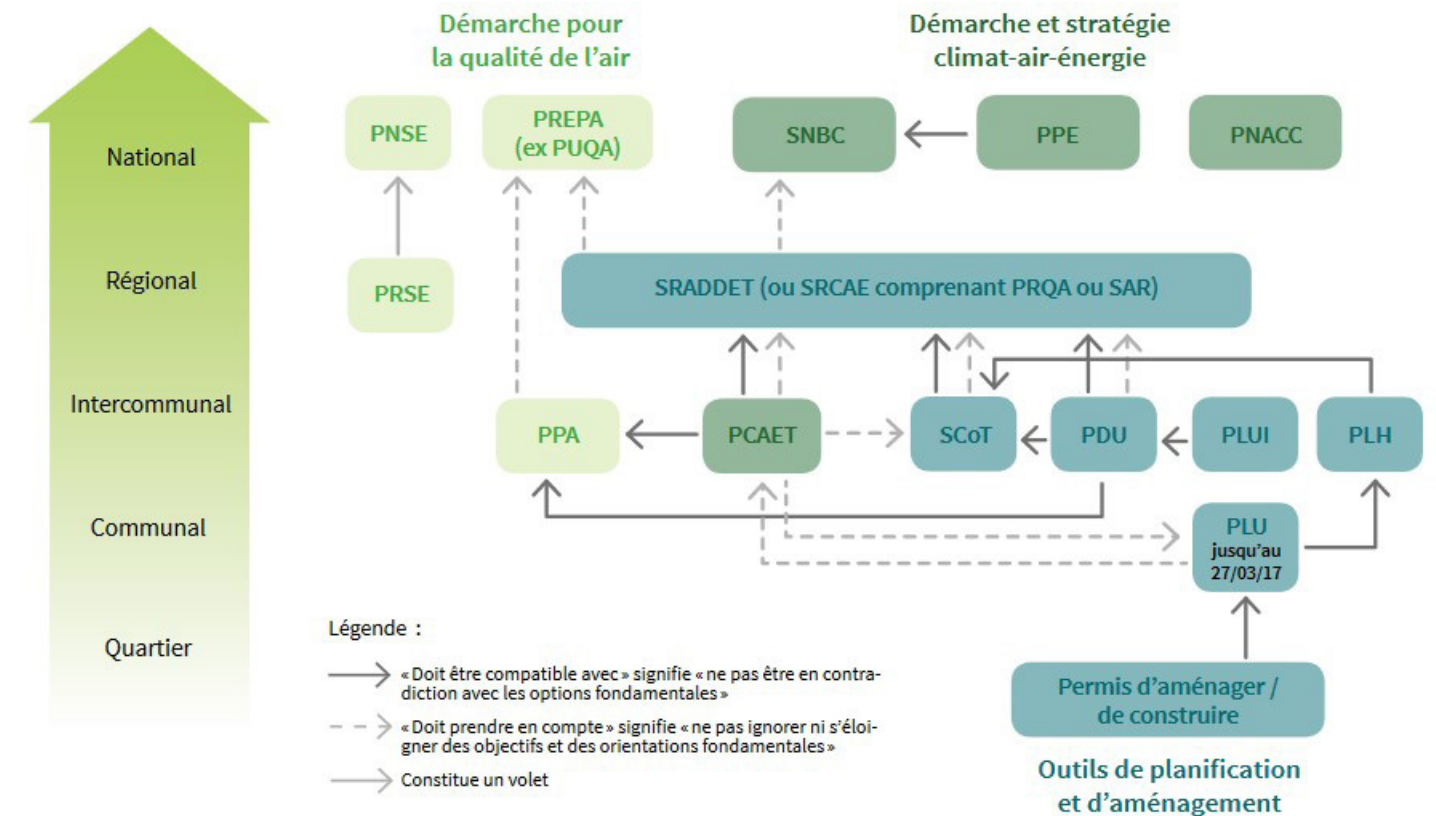 Démarche pour
la qualité de l’air
Démarche et stratégie
climat-air-énergie
National
PNSE
PREPA
(ex PUQA)
SNBC
PPE
PNACC
Régional
PRSE
SRADDET (ou SRCAE comprenant PRQA ou SAR)
Intercommunal
PPA
PCAET
SCoT
PDU
PLUI
PLH
Communal
PLU
jusqu’au
27/03/17
Quartier
Permis d’aménager /
de construire
Outils de planification
et d’aménagement
Légende :
« Doit être compatible avec » signifie « ne pas être en contra-
diction avec les options fondamentales »
« Doit prendre en compte » signifie « ne pas ignorer ni s’éloi-
gner des objectifs et des orientations fondamentales »
Constitue un volet